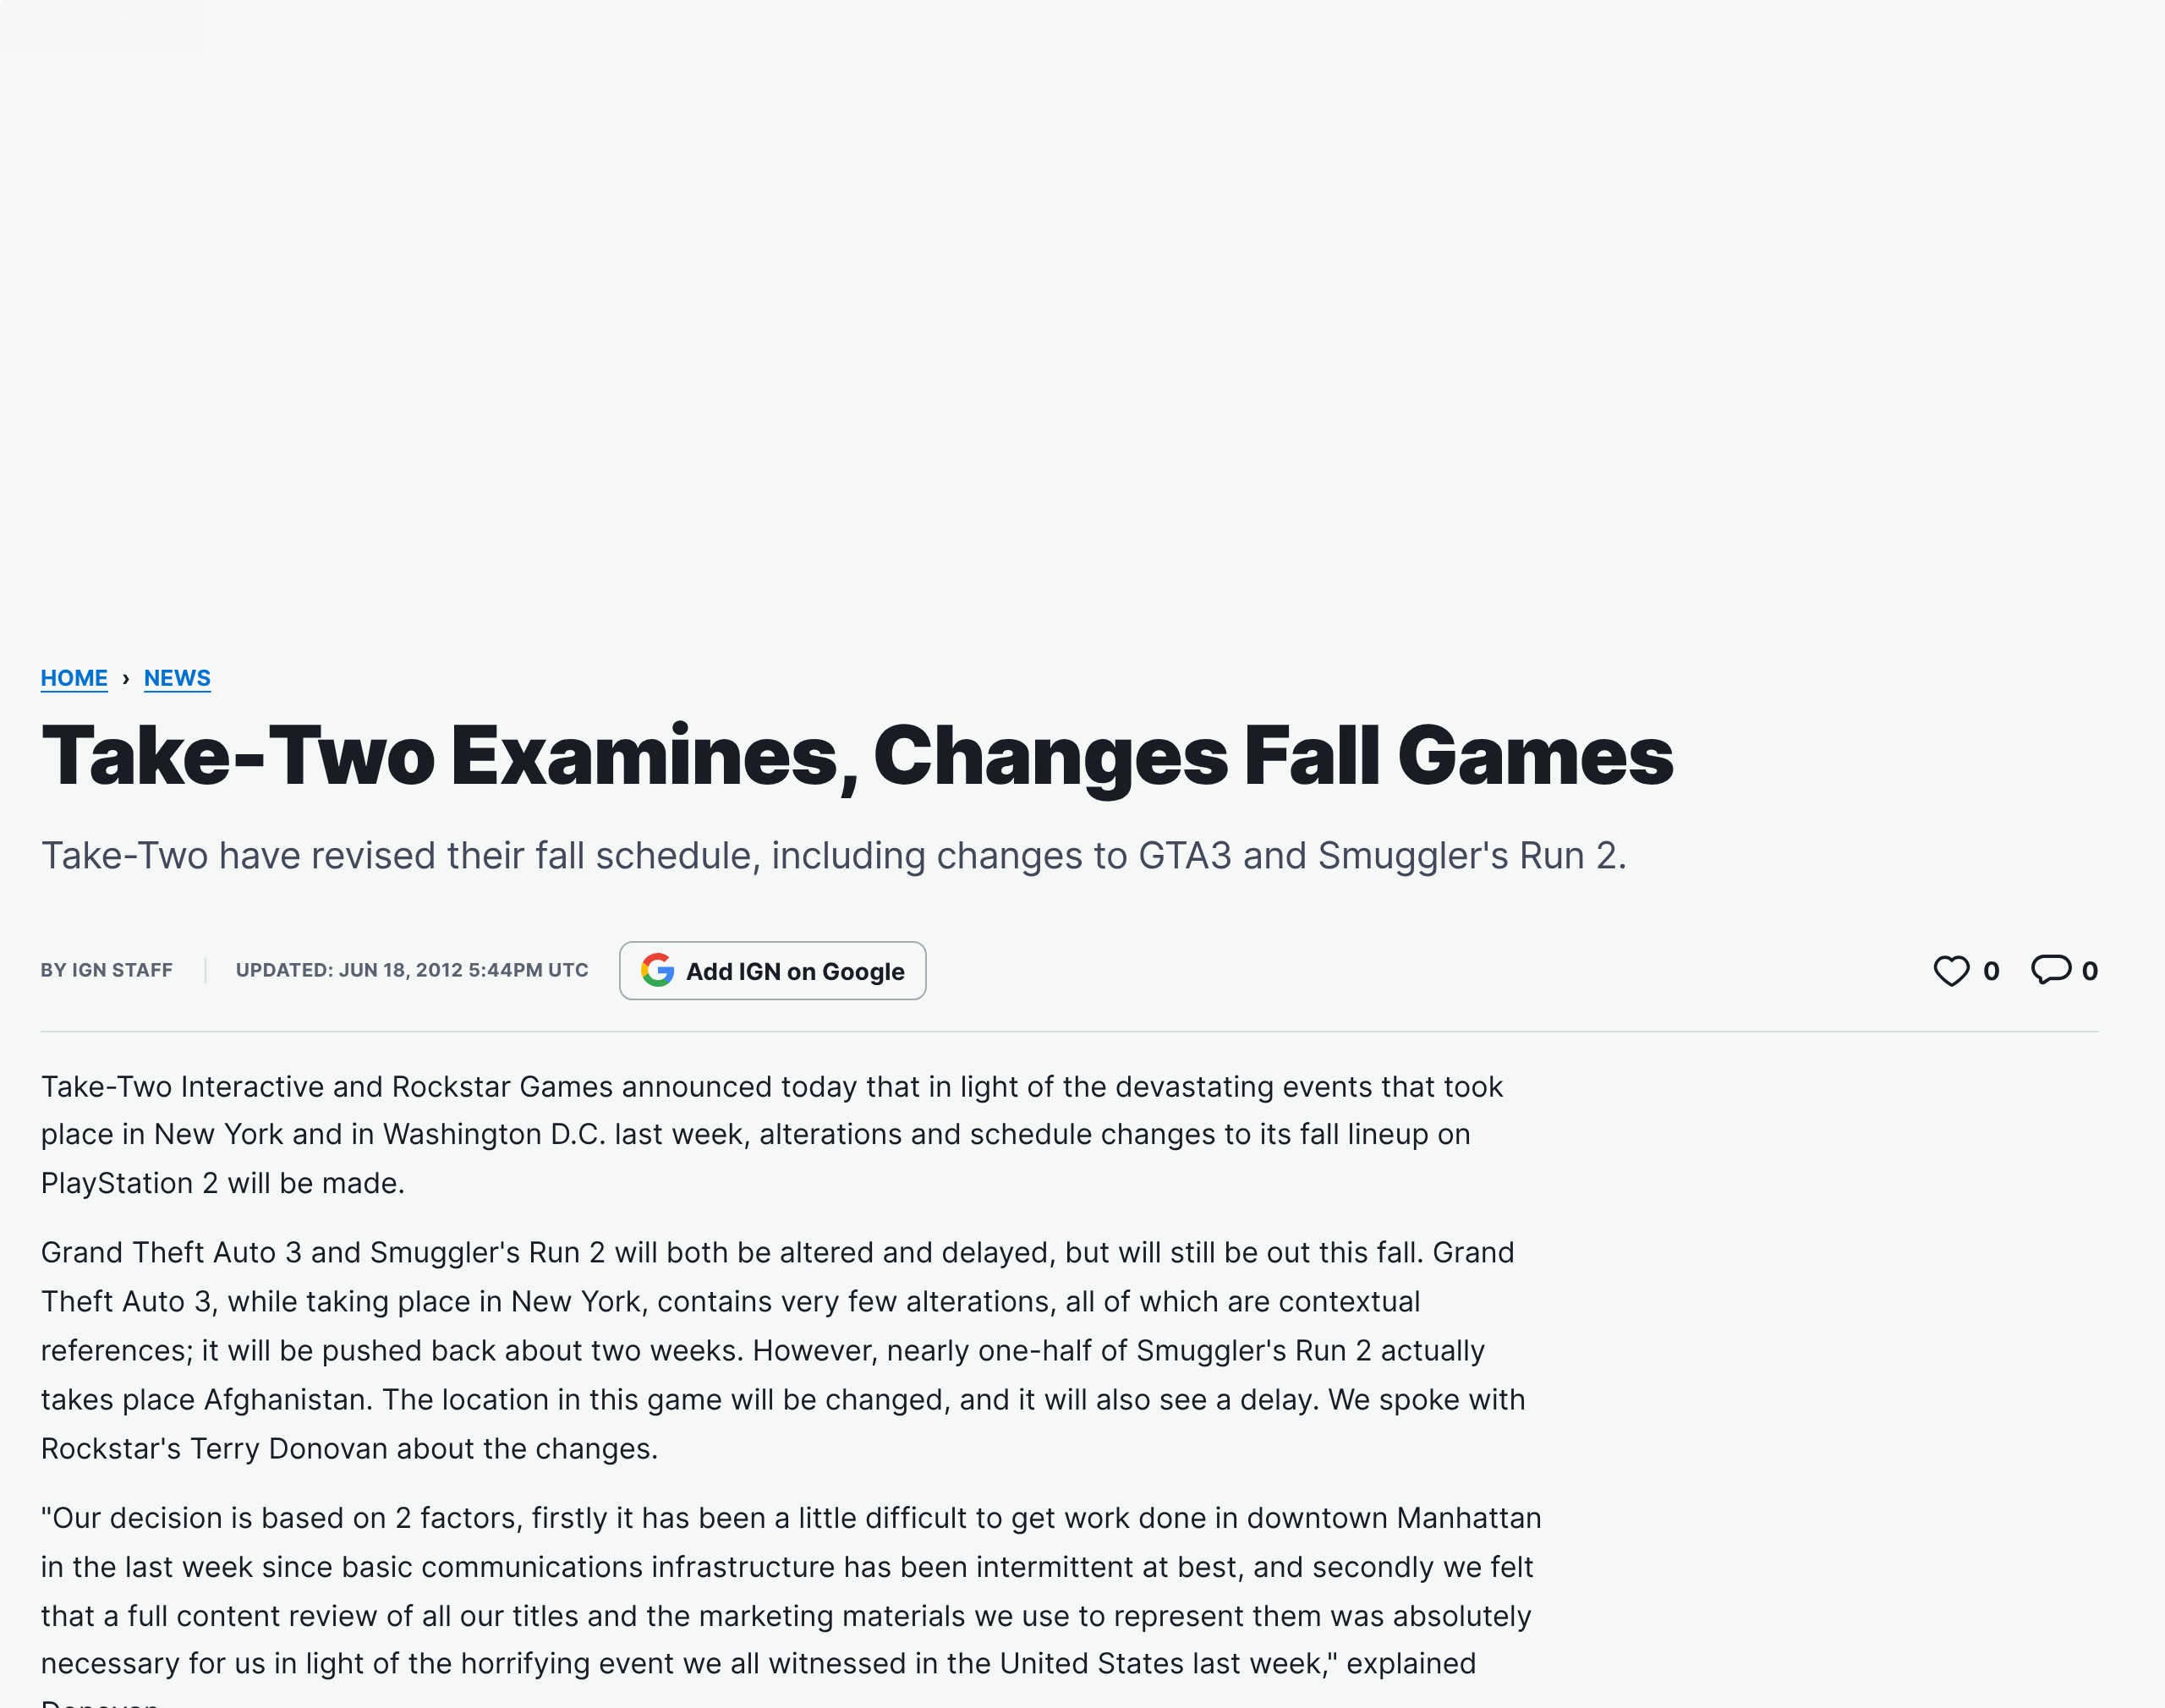 HOME › NEWS
Take-Two Examines, Changes Fall Games
Take-Two have revised their fall schedule, including changes to GTA3 and Smuggler's Run 2.
BY IGN STAFF UPDATED: JUN 18, 2012 5:44PM UTC Add IGN on Google 0 0
Take-Two Interactive and Rockstar Games announced today that in light of the devastating events that took
place in New York and in Washington D.C. last week, alterations and schedule changes to its fall lineup on
PlayStation 2 will be made.
Grand Theft Auto 3 and Smuggler's Run 2 will both be altered and delayed, but will still be out this fall. Grand
Theft Auto 3, while taking place in New York, contains very few alterations, all of which are contextual
references; it will be pushed back about two weeks. However, nearly one-half of Smuggler's Run 2 actually
takes place Afghanistan. The location in this game will be changed, and it will also see a delay. We spoke with
Rockstar's Terry Donovan about the changes.
"Our decision is based on 2 factors, firstly it has been a little difficult to get work done in downtown Manhattan
in the last week since basic communications infrastructure has been intermittent at best, and secondly we felt
that a full content review of all our titles and the marketing materials we use to represent them was absolutely
necessary for us in light of the horrifying event we all witnessed in the United States last week," explained